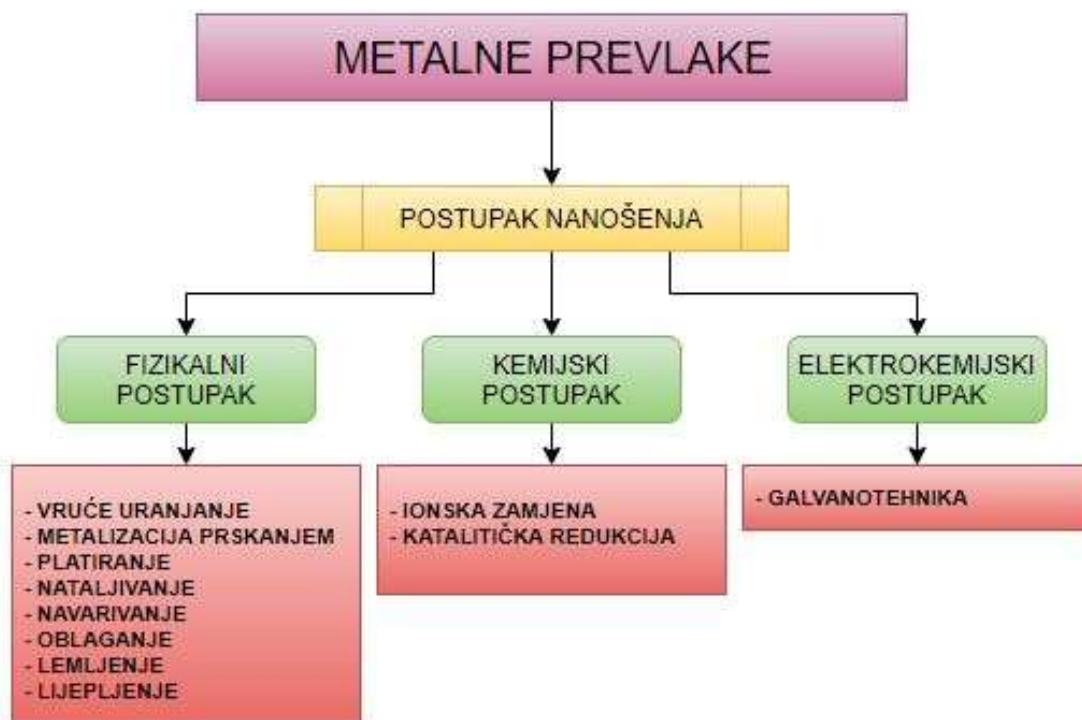 METALNE PREVLAKE
POSTUPAK NANOŠENJA
FIZIKALNI
POSTUPAK
KEMIJSKI
POSTUPAK
ELEKTROKEMIJSKI
POSTUPAK
- VRUĆE URANJANJE
- METALIZACIJA PRSKANJEM
- PLATIRANJE
- NATALJIVANJE
- NAVARIVANJE
- OBLAGANJE
- LEMLJENJE
- LIJEPLJENJE
- IONSKA ZAMJENA
- KATALITIČKA REDUKCIJA
- GALVANOTEHNIKA